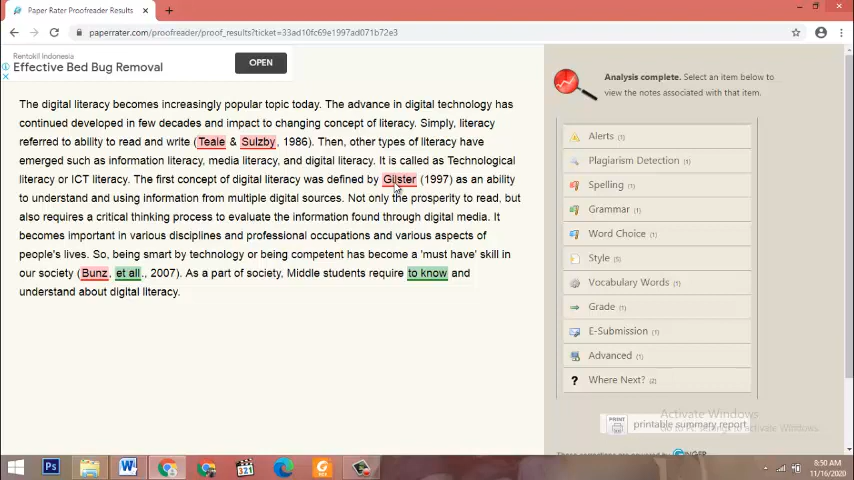 Paper Rater Proofreader Results
paperrater.com/proofreader/proof_results?ticket=33ad10fc69e1997ad071b72e3
Rentokil Indonesia
Effective Bed Bug Removal
OPEN
The digital literacy becomes increasingly popular topic today. The advance in digital technology has
continued developed in few decades and impact to changing concept of literacy. Simply, literacy
referred to ability to read and write (Teale & Sulzby, 1986). Then, other types of literacy have
emerged such as information literacy, media literacy, and digital literacy. It is called as Technological
literacy or ICT literacy. The first concept of digital literacy was defined by Gilster (1997) as an ability
to understand and using information from multiple digital sources. Not only the prosperity to read, but
also requires a critical thinking process to evaluate the information found through digital media. It
becomes important in various disciplines and professional occupations and various aspects of
people's lives. So, being smart by technology or being competent has become a 'must have' skill in
our society (Bunz, et all., 2007). As a part of society, Middle students require to know and
understand about digital literacy.
Analysis complete. Select an item below to
view the notes associated with that item.
Alerts (1)
Plagiarism Detection (1)
Spelling (1)
Grammar (1)
Word Choice (1)
Style (5)
Vocabulary Words (1)
Grade (1)
E-Submission (1)
Advanced (1)
Where Next? (2)
PRINT
printable summary report
Activate Windows
Go to PC settings to activate Windows.
GINGER
321
8:50 AM
11/16/2020